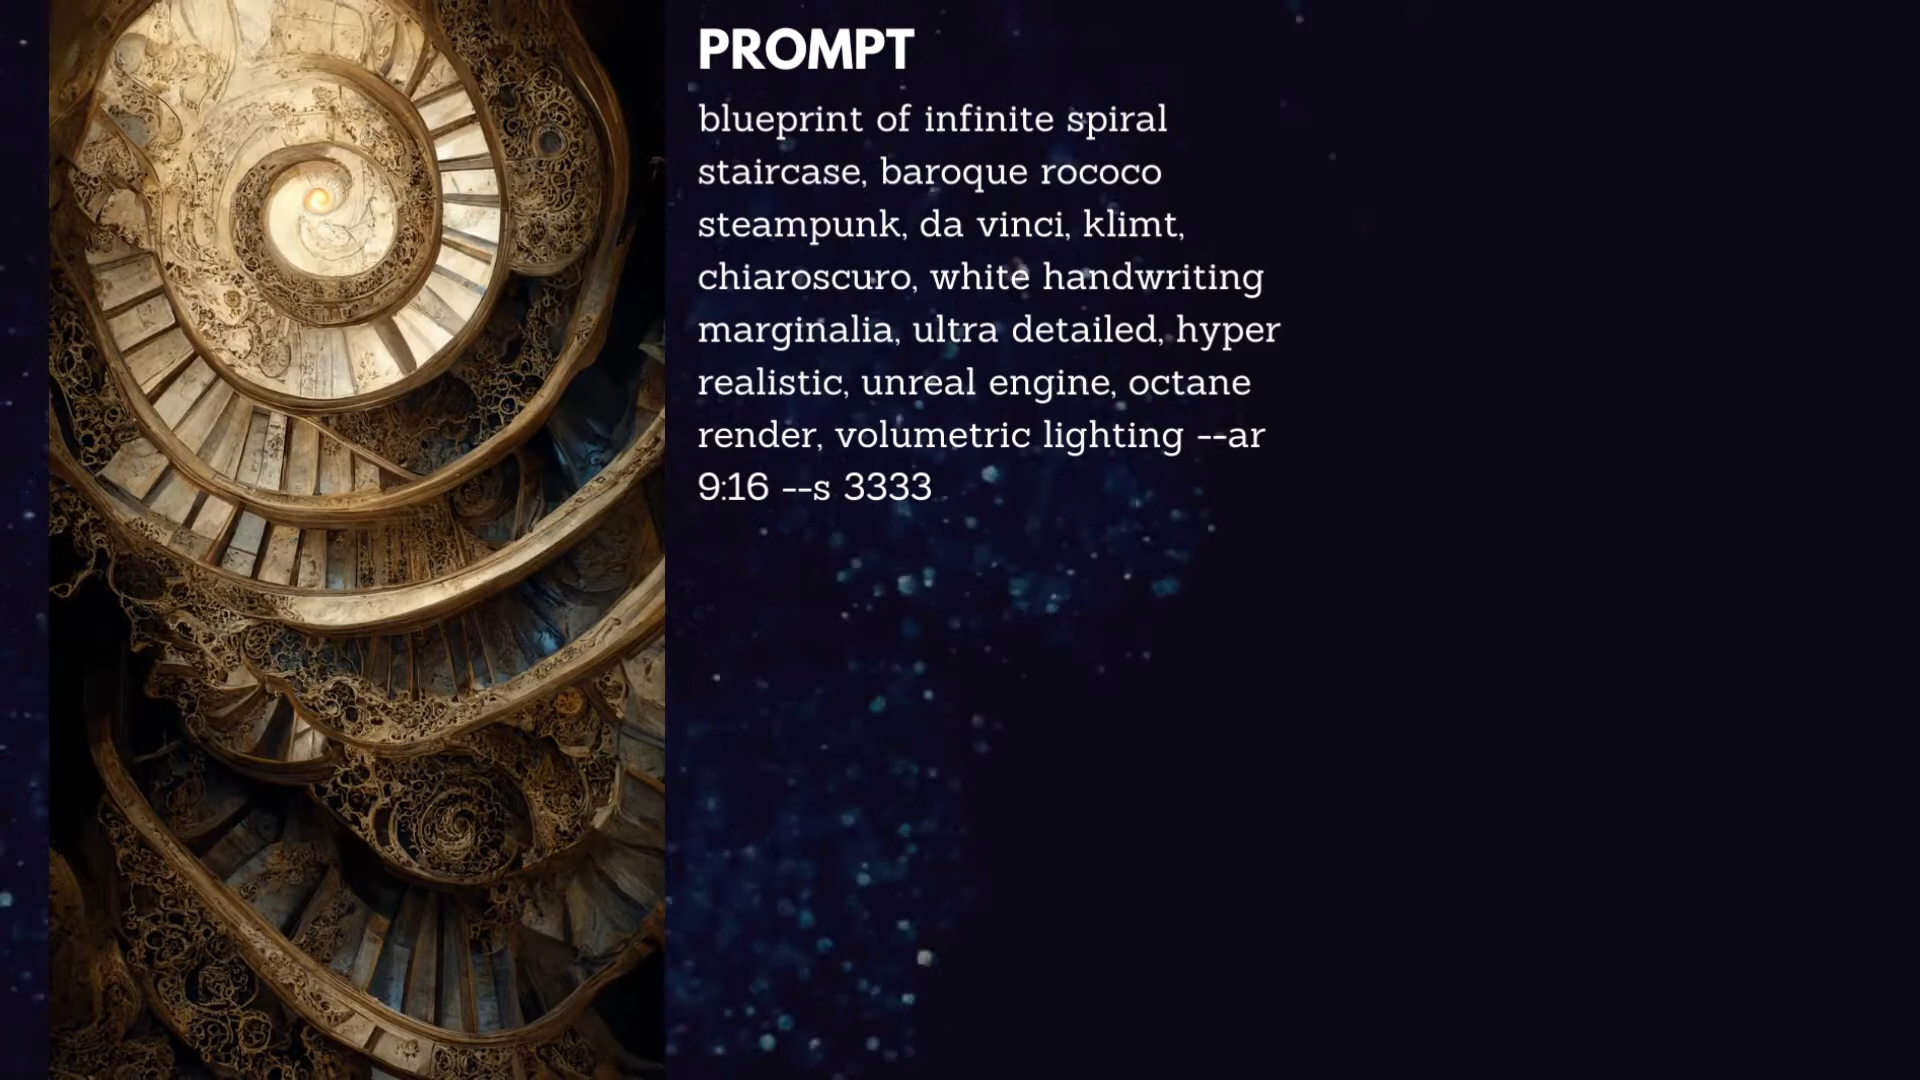 PROMPT
blueprint of infinite spiral
staircase, baroque rococo
steampunk, da vinci, klimt,
chiaroscuro, white handwriting
marginalia, ultra detailed, hyper
realistic, unreal engine, octane
render, volumetric lighting --ar
9:16 --s 3333